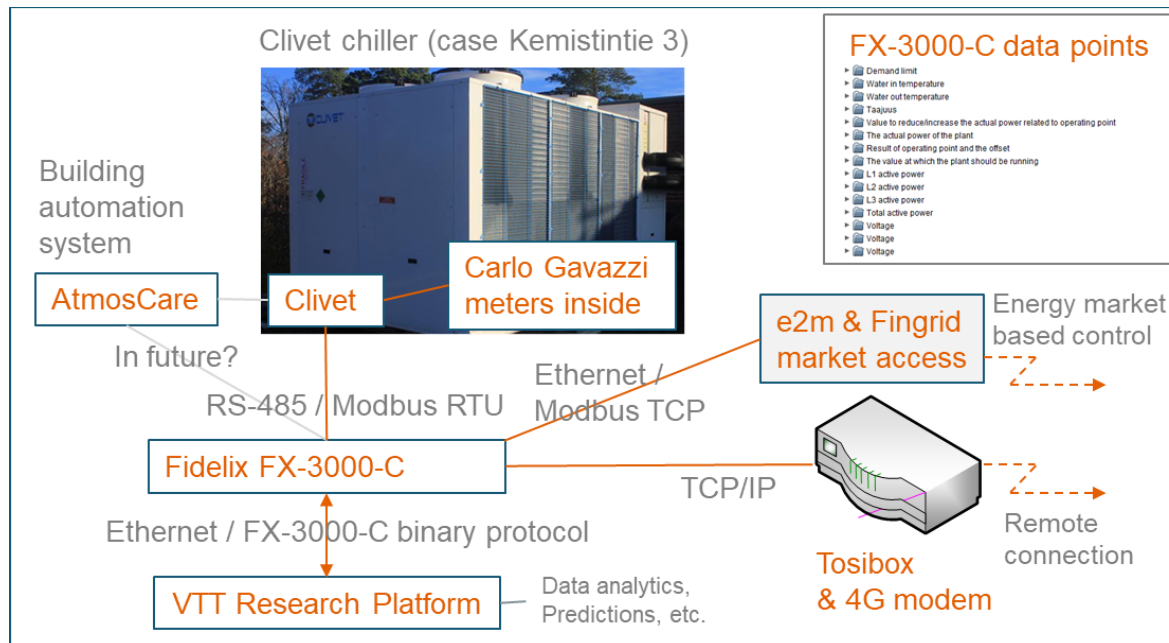 Clivet chiller (case Kemistintie 3)
CLIVET
FX-3000-C data points
Demand limit
Water in temperature
Water out temperature
Taajuus
Value to reduce/increase the actual power related to operating point
The actual power of the plant
Result of operating point and the offset
The value at which the plant should be running
L1 active power
L2 active power
L3 active power
Total active power
Voltage
Voltage
Voltage
Building
automation
system
AtmosCare
Clivet
Carlo Gavazzi
meters inside
e2m & Fingrid
market access
Energy market
based control
In future?
RS-485 / Modbus RTU
Ethernet /
Modbus TCP
Fidelix FX-3000-C
TCP/IP
Remote
connection
Ethernet / FX-3000-C binary protocol
Tosibox
& 4G modem
VTT Research Platform
Data analytics,
Predictions, etc.